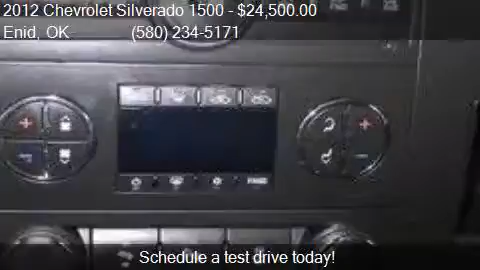 2012 Chevrolet Silverado 1500 - $24,500.00
Enid, OK (580) 234-5171
Schedule a test drive today!